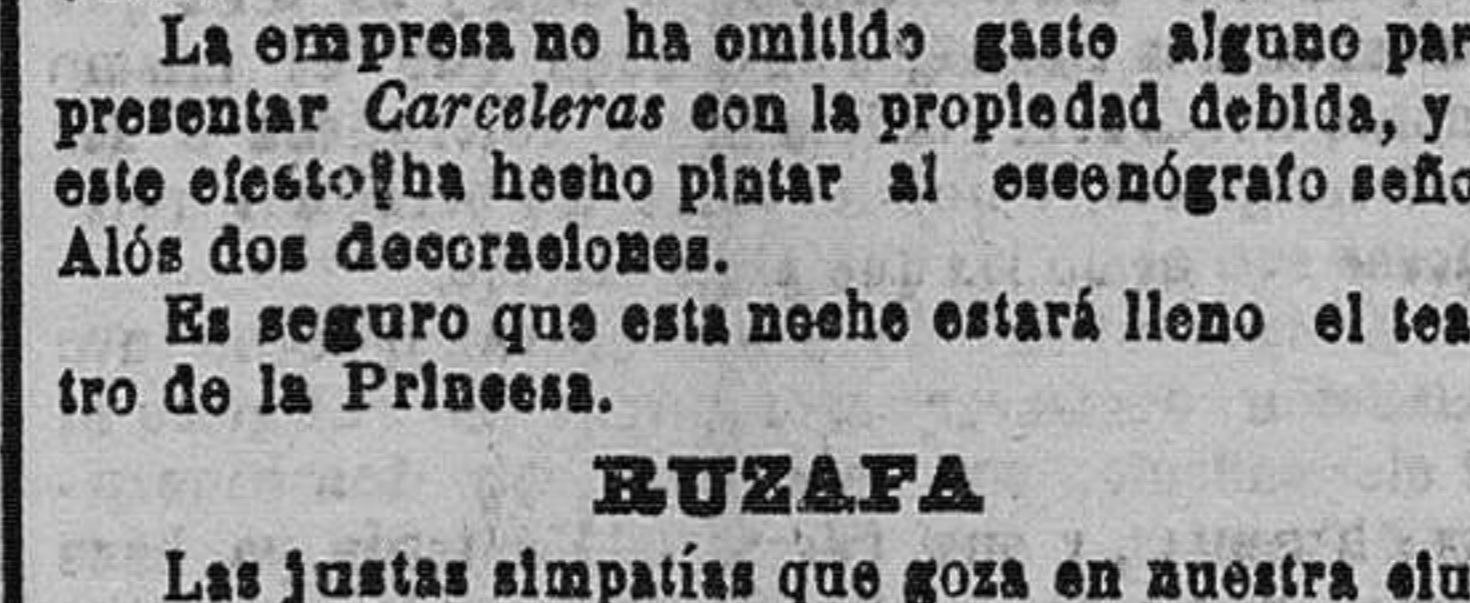 La empresa no ha omitido gasto alguno par
presentar Carceleras con la propiedad debida, y
este efecto ha hecho pintar al escenógrafo seño
Alós dos decoraciones.
Es seguro que esta noche estará lleno el tea
tro de la Princesa.
RUZAFA
Las justas simpatías que goza en nuestra ciu